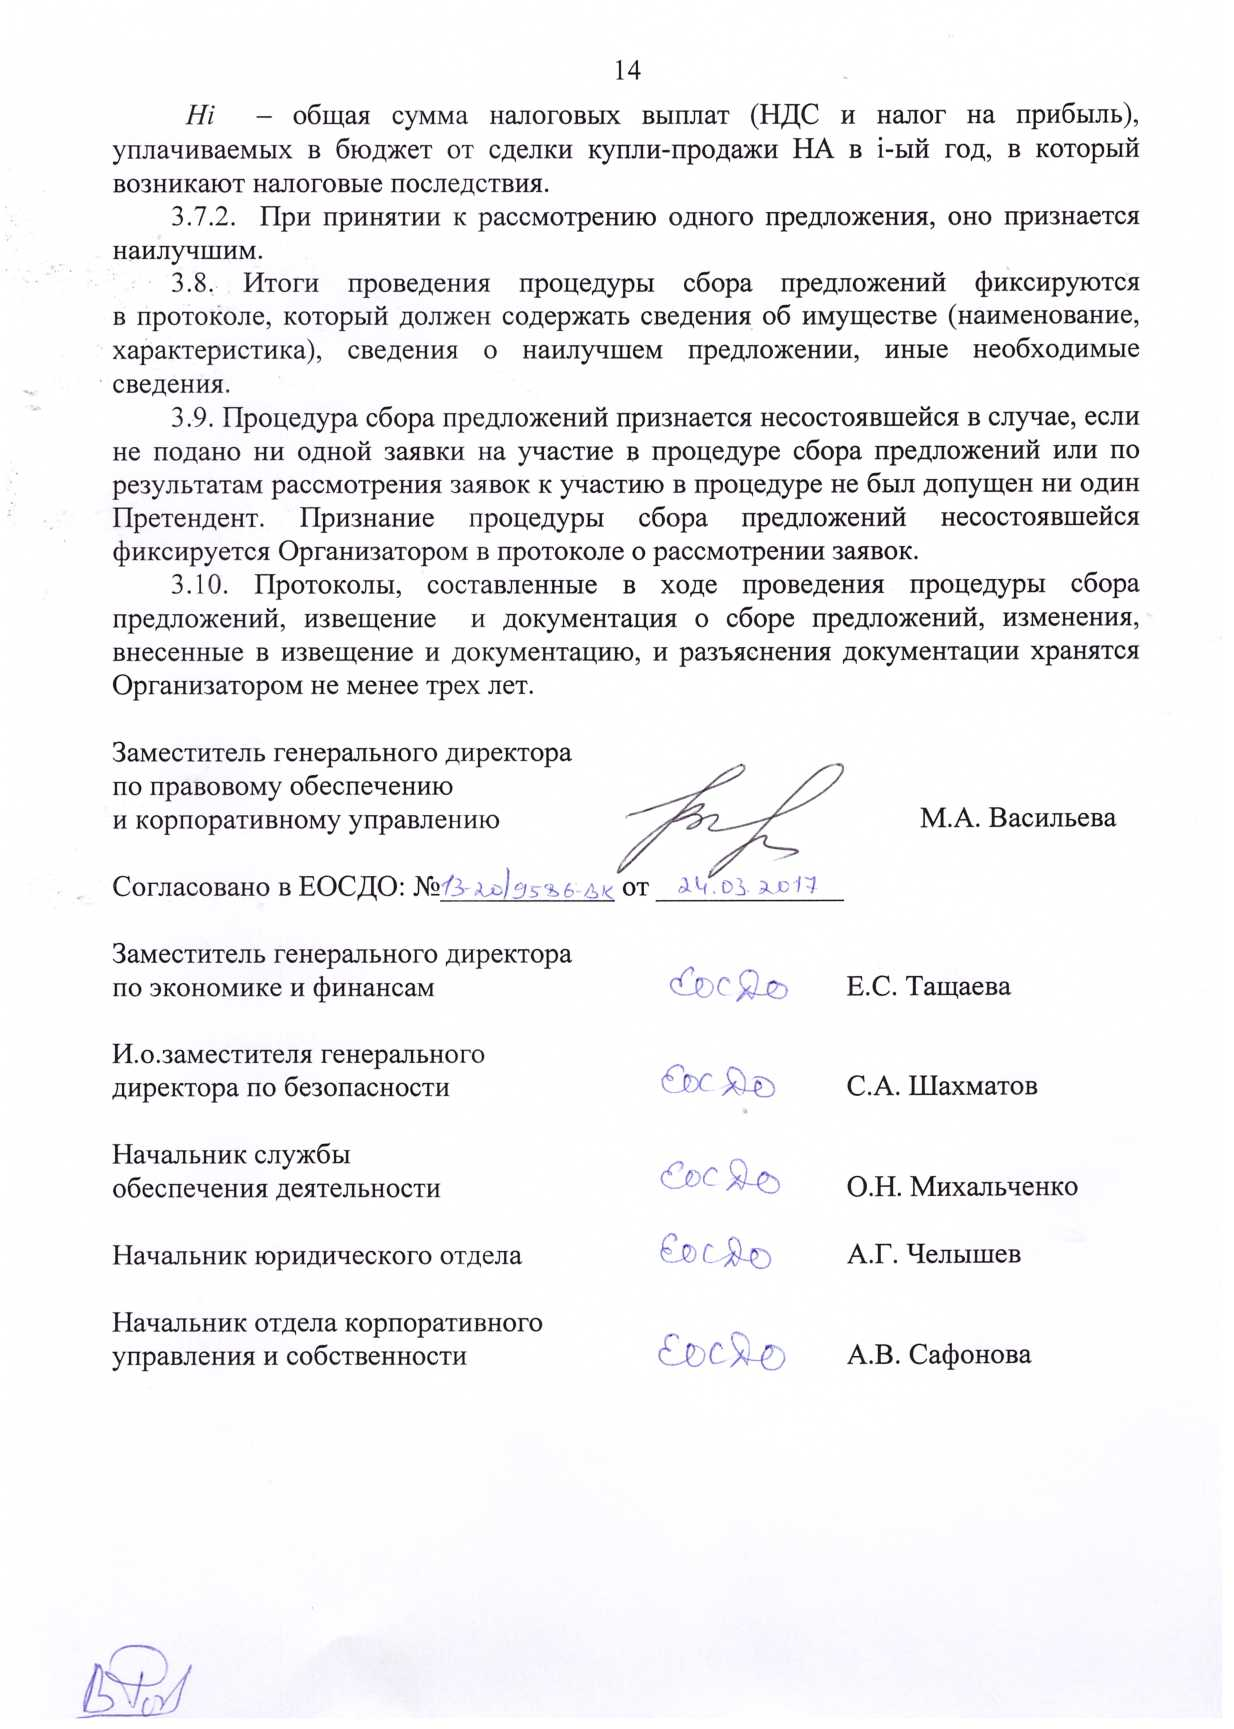 14
Hi – общая сумма налоговых выплат (НДС и налог на прибыль),
уплачиваемых в бюджет от сделки купли-продажи НА в i-ый год, в который
возникают налоговые последствия.
3.7.2. При принятии к рассмотрению одного предложения, оно признается
наилучшим.
3.8. Итоги проведения процедуры сбора предложений фиксируются
в протоколе, который должен содержать сведения об имуществе (наименование,
характеристика), сведения о наилучшем предложении, иные необходимые
сведения.
3.9. Процедура сбора предложений признается несостоявшейся в случае, если
не подано ни одной заявки на участие в процедуре сбора предложений или по
результатам рассмотрения заявок к участию в процедуре не был допущен ни один
Претендент. Признание процедуры сбора предложений несостоявшейся
фиксируется Организатором в протоколе о рассмотрении заявок.
3.10. Протоколы, составленные в ходе проведения процедуры сбора
предложений, извещение и документация о сборе предложений, изменения,
внесенные в извещение и документацию, и разъяснения документации хранятся
Организатором не менее трех лет.
Заместитель генерального директора
по правовому обеспечению
и корпоративному управлению М.А. Васильева
Согласовано в ЕОСДО: №13-20/9586-ВК от 24.03.2017
Заместитель генерального директора
по экономике и финансам ЕОСДО Е.С. Тащаева
И.о.заместителя генерального
директора по безопасности ЕОСДО С.А. Шахматов
Начальник службы
обеспечения деятельности ЕОСДО О.Н. Михальченко
Начальник юридического отдела ЕОСДО А.Г. Челышев
Начальник отдела корпоративного
управления и собственности ЕОСДО А.В. Сафонова